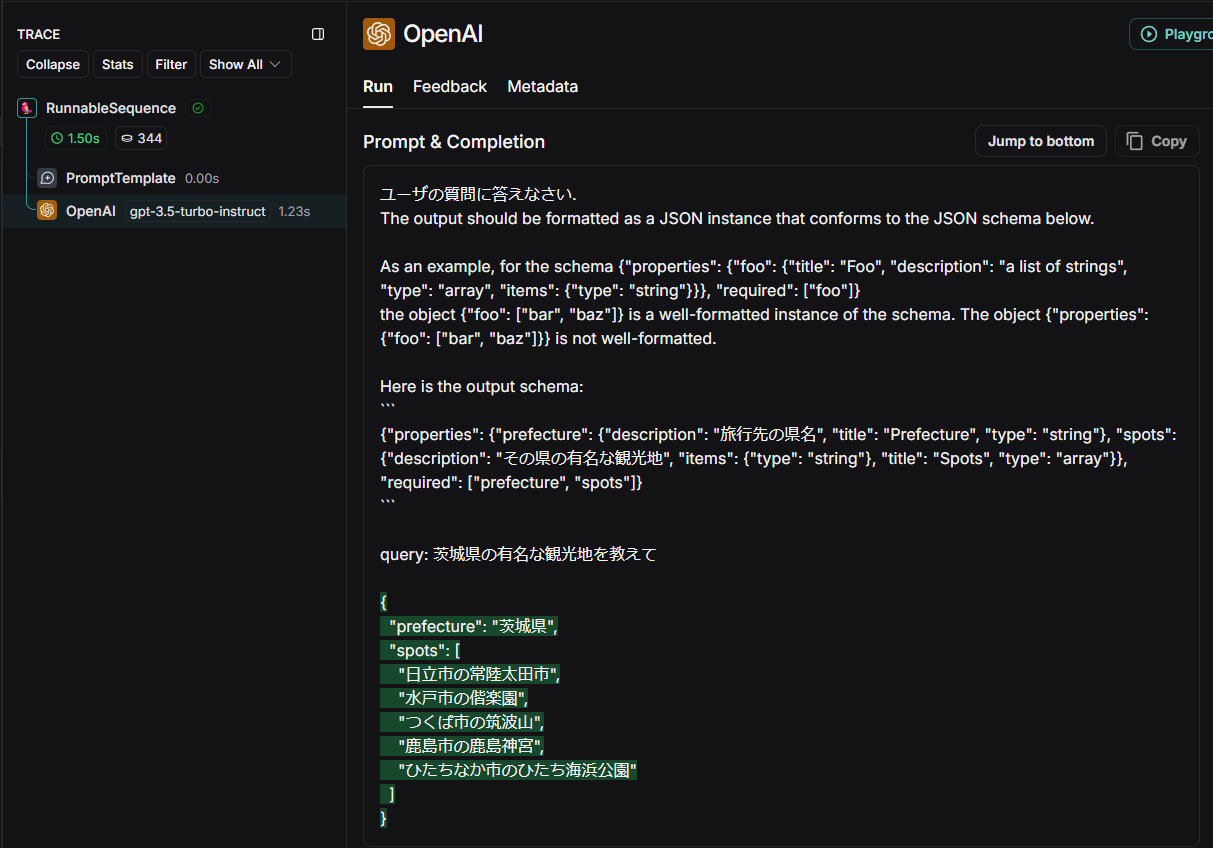 TRACE
Collapse
Stats
Filter
Show All
RunnableSequence
1.50s
344
PromptTemplate 0.00s
OpenAI gpt-3.5-turbo-instruct 1.23s
OpenAI
Playgro
Run
Feedback
Metadata
Prompt & Completion
Jump to bottom
Copy
ユーザの質問に答えなさい.
The output should be formatted as a JSON instance that conforms to the JSON schema below.
As an example, for the schema {"properties": {"foo": {"title": "Foo", "description": "a list of strings",
"type": "array", "items": {"type": "string"}}}, "required": ["foo"]}
the object {"foo": ["bar", "baz"]} is a well-formatted instance of the schema. The object {"properties":
{"foo": ["bar", "baz"]}} is not well-formatted.
Here is the output schema:
```
{"properties": {"prefecture": {"description": "旅行先の県名", "title": "Prefecture", "type": "string"}, "spots":
{"description": "その県の有名な観光地", "items": {"type": "string"}, "title": "Spots", "type": "array"}},
"required": ["prefecture", "spots"]}
```
query: 茨城県の有名な観光地を教えて
{
"prefecture": "茨城県",
"spots": [
"日立市の常陸太田市",
"水戸市の偕楽園",
"つくば市の筑波山",
"鹿島市の鹿島神宮",
"ひたちなか市のひたち海浜公園"
]
}